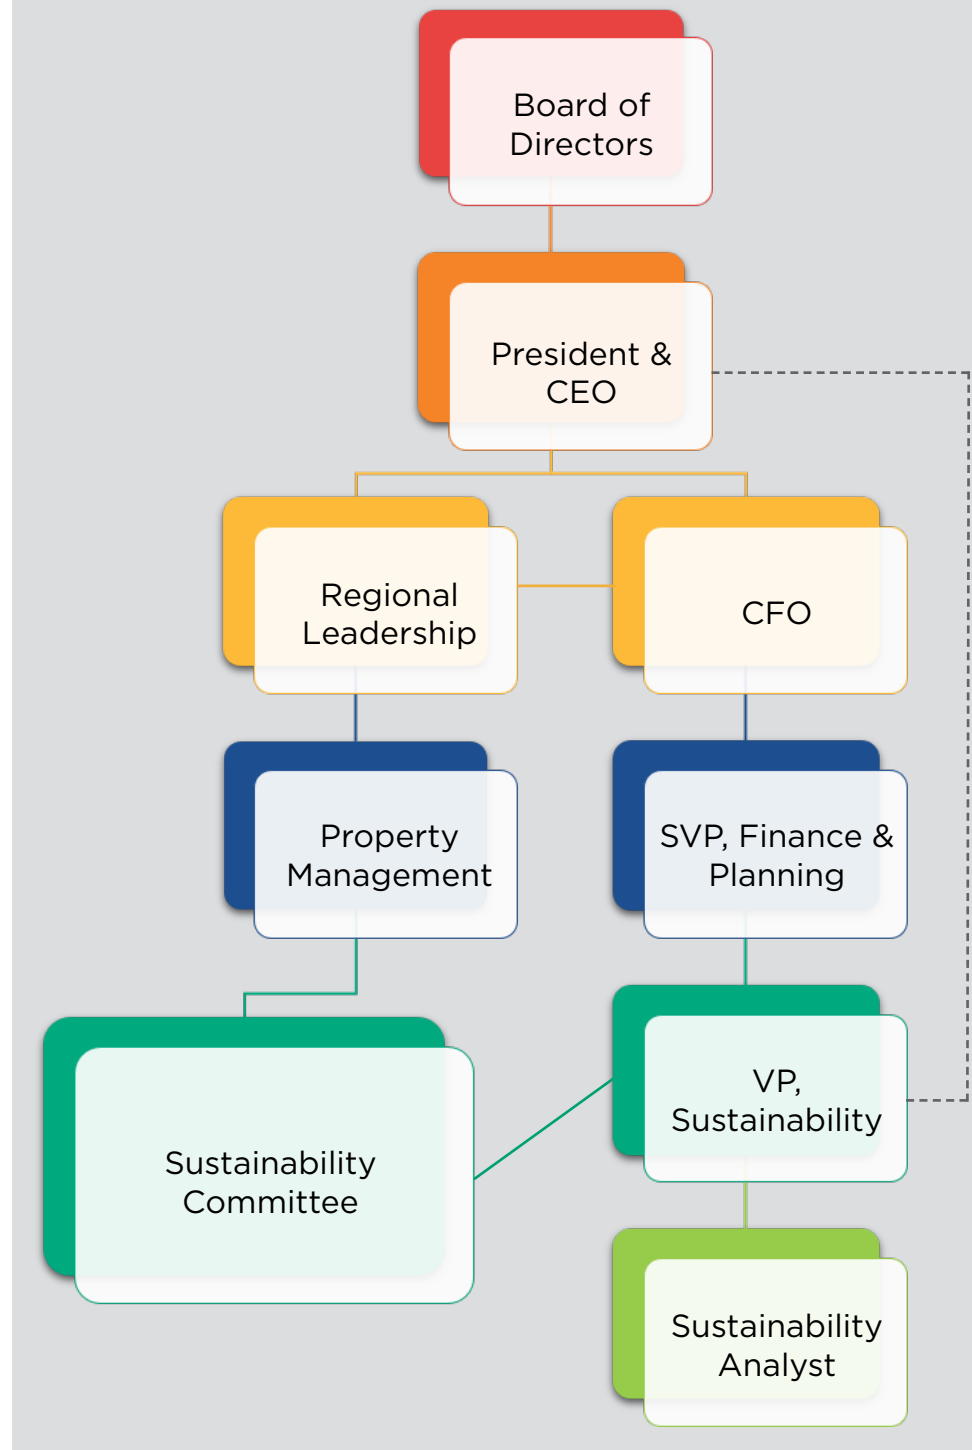 Board of
Directors
President &
CEO
Regional
Leadership
CFO
Property
Management
SVP, Finance &
Planning
VP,
Sustainability
Sustainability
Committee
Sustainability
Analyst